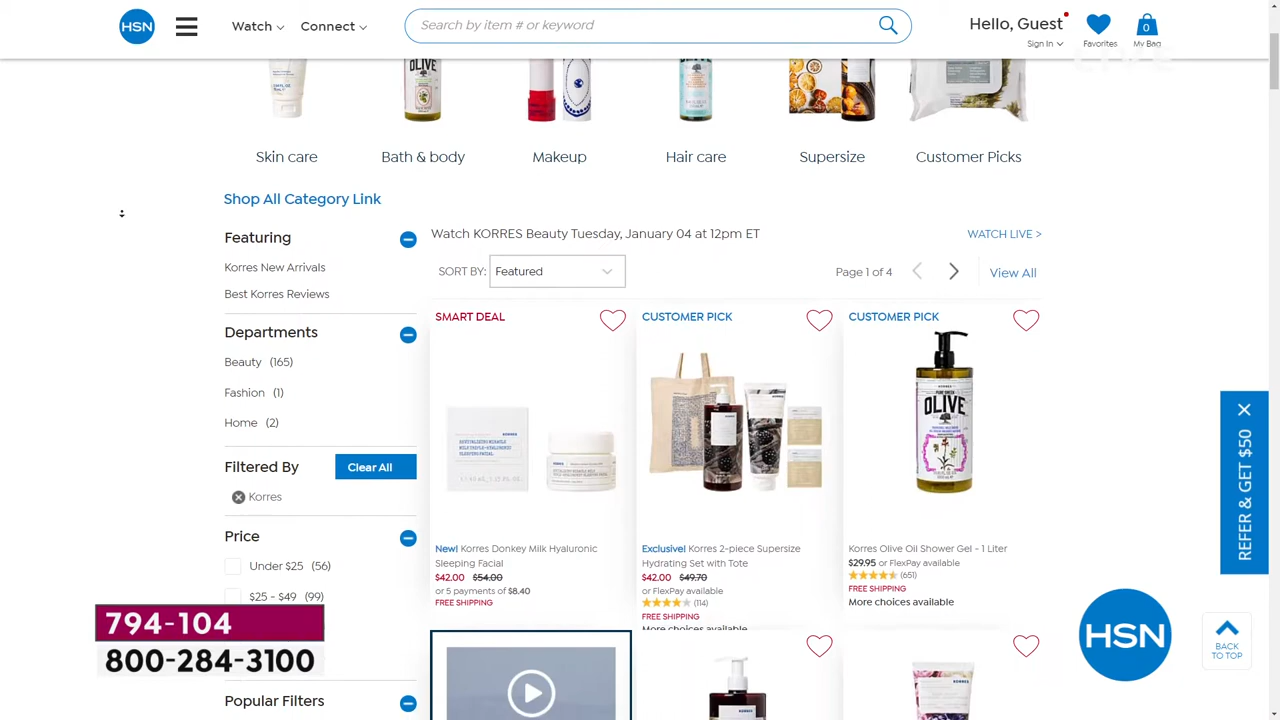 HSN
Watch
Connect
Search by item # or keyword
Hello, Guest
Sign In
Favorites
0
My Bag
LIVE
OLIVE
Skin care
Bath & body
Makeup
Hair care
Supersize
Customer Picks
Shop All Category Link
Featuring
Korres New Arrivals
Best Korres Reviews
Departments
Beauty (165)
Fashion (1)
Home (2)
Filtered By
Clear All
Korres
Price
Under $25 (56)
$25 - $49 (99)
Popular Filters
Watch KORRES Beauty Tuesday, January 04 at 12pm ET
WATCH LIVE >
SORT BY:
Featured
Page 1 of 4
View All
SMART DEAL
New! Korres Donkey Milk Hyaluronic
Sleeping Facial
$42.00 $54.00
or 5 payments of $8.40
FREE SHIPPING
CUSTOMER PICK
Exclusive! Korres 2-piece Supersize
Hydrating Set with Tote
$42.00 $49.70
or FlexPay available
(114)
FREE SHIPPING
More choices available
CUSTOMER PICK
OLIVE
Korres Olive Oil Shower Gel - 1 Liter
$29.95 or FlexPay available
(651)
FREE SHIPPING
More choices available
REFER & GET $50
794-104
800-284-3100
HSN
BACK
TO TOP